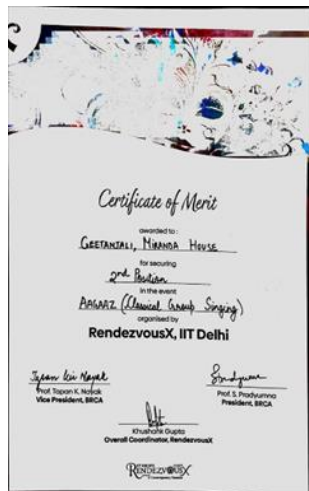 Certificate of Merit
awarded to :
GEETANJALI, MIRANDA HOUSE
for securing
2nd Position
in the event
AAGAAZ (Classical Group Singing)
organised by
RendezvousX, IIT Delhi
Prof. Tapan K. Nayak
Vice President, BRCA
Prof. S. Pradyumna
President, BRCA
Khushank Gupta
Overall Coordinator, RendezvousX
RENDEZVOUSX